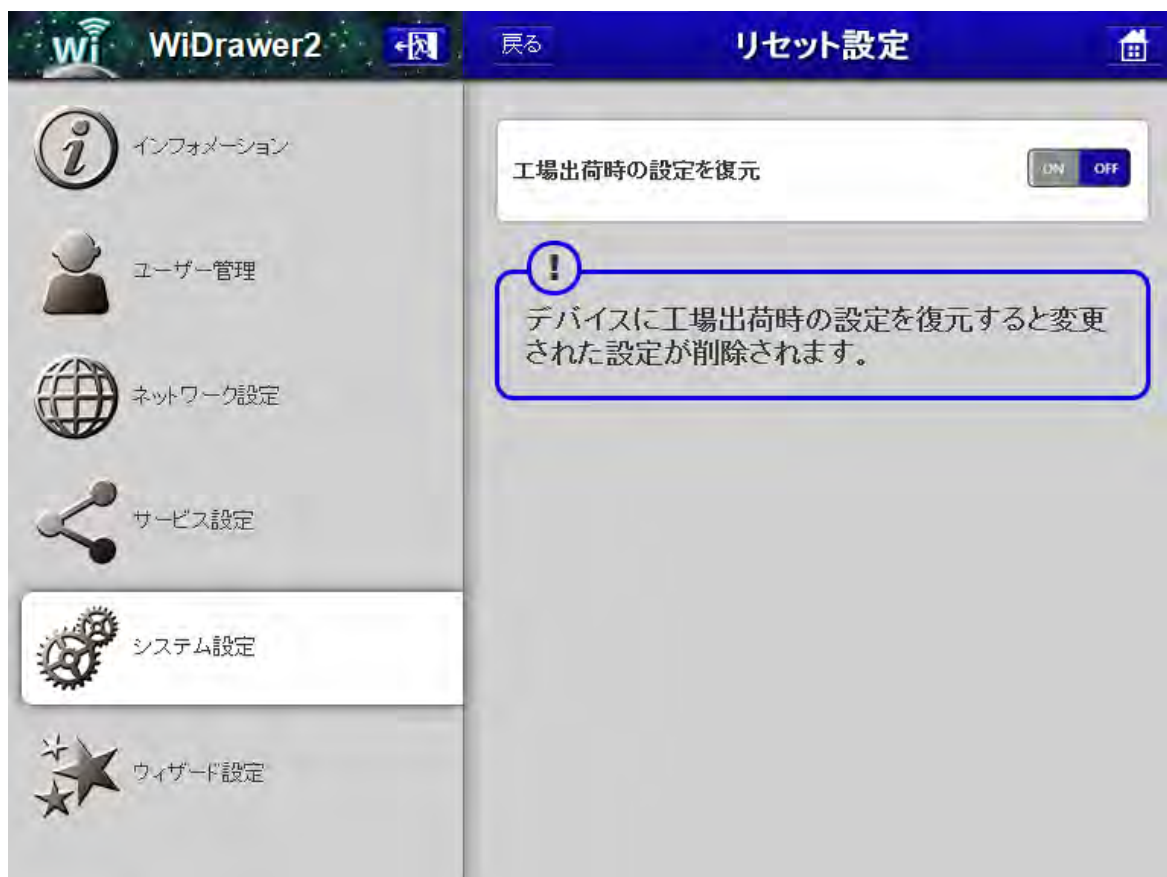 Wi WiDrawer2
戻る
リセット設定
インフォメーション
ユーザー管理
ネットワーク設定
サービス設定
システム設定
ウィザード設定
工場出荷時の設定を復元
ON OFF
!
デバイスに工場出荷時の設定を復元すると変更
された設定が削除されます。